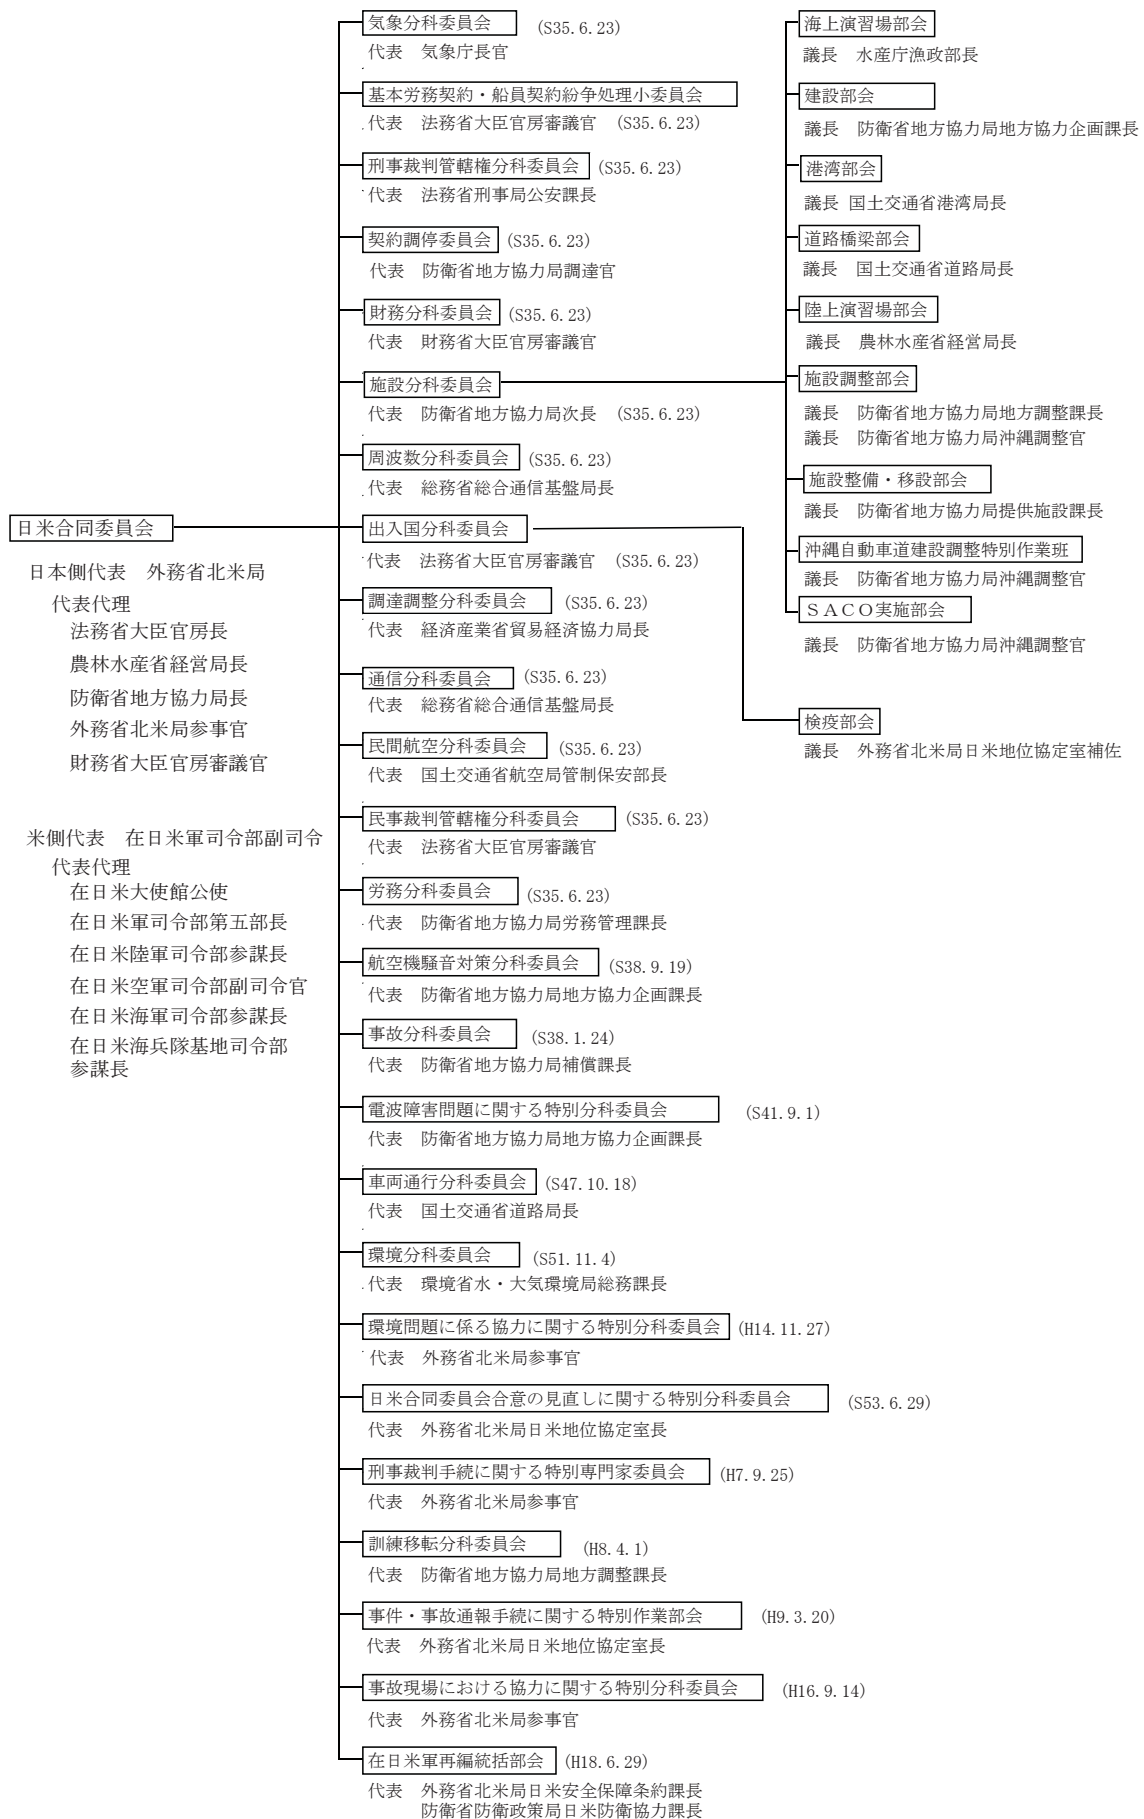 日米合同委員会
日本側代表　外務省北米局
代表代理
法務省大臣官房長
農林水産省経営局長
防衛省地方協力局長
外務省北米局参事官
財務省大臣官房審議官
米側代表　在日米軍司令部副司令
代表代理
在日米大使館公使
在日米軍司令部第五部長
在日米陸軍司令部参謀長
在日米空軍司令部副司令官
在日米海軍司令部参謀長
在日米海兵隊基地司令部
参謀長
気象分科委員会　(S35.6.23)
代表　気象庁長官
基本労務契約・船員契約紛争処理小委員会
代表　法務省大臣官房審議官　(S35.6.23)
刑事裁判管轄権分科委員会　(S35.6.23)
代表　法務省刑事局公安課長
契約調停委員会　(S35.6.23)
代表　防衛省地方協力局調達官
財務分科委員会　(S35.6.23)
代表　財務省大臣官房審議官
施設分科委員会
代表　防衛省地方協力局次長　(S35.6.23)
周波数分科委員会　(S35.6.23)
代表　総務省総合通信基盤局長
出入国分科委員会
代表　法務省大臣官房審議官　(S35.6.23)
調達調整分科委員会　(S35.6.23)
代表　経済産業省貿易経済協力局長
通信分科委員会　(S35.6.23)
代表　総務省総合通信基盤局長
民間航空分科委員会　(S35.6.23)
代表　国土交通省航空局管制保安部長
民事裁判管轄権分科委員会　(S35.6.23)
代表　法務省大臣官房審議官
労務分科委員会　(S35.6.23)
代表　防衛省地方協力局労務管理課長
航空機騒音対策分科委員会　(S38.9.19)
代表　防衛省地方協力局地方協力企画課長
事故分科委員会　(S38.1.24)
代表　防衛省地方協力局補償課長
電波障害問題に関する特別分科委員会　(S41.9.1)
代表　防衛省地方協力局地方協力企画課長
車両通行分科委員会　(S47.10.18)
代表　国土交通省道路局長
環境分科委員会　(S51.11.4)
代表　環境省水・大気環境局総務課長
環境問題に係る協力に関する特別分科委員会　(H14.11.27)
代表　外務省北米局参事官
日米合同委員会合意の見直しに関する特別分科委員会　(S53.6.29)
代表　外務省北米局日米地位協定室長
刑事裁判手続に関する特別専門家委員会　(H7.9.25)
代表　外務省北米局参事官
訓練移転分科委員会　(H8.4.1)
代表　防衛省地方協力局地方調整課長
事件・事故通報手続に関する特別作業部会　(H9.3.20)
代表　外務省北米局日米地位協定室長
事故現場における協力に関する特別分科委員会　(H16.9.14)
代表　外務省北米局参事官
在日米軍再編統括部会　(H18.6.29)
代表　外務省北米局日米安全保障条約課長
防衛省防衛政策局日米防衛協力課長
海上演習場部会
議長　水産庁漁政部長
建設部会
議長　防衛省地方協力局地方協力企画課長
港湾部会
議長 国土交通省港湾局長
道路橋梁部会
議長　国土交通省道路局長
陸上演習場部会
議長　農林水産省経営局長
施設調整部会
議長　防衛省地方協力局地方調整課長
議長　防衛省地方協力局沖縄調整官
施設整備・移設部会
議長　防衛省地方協力局提供施設課長
沖縄自動車道建設調整特別作業班
議長　防衛省地方協力局沖縄調整官
ＳＡＣＯ実施部会
議長　防衛省地方協力局沖縄調整官
検疫部会
議長　外務省北米局日米地位協定室補佐